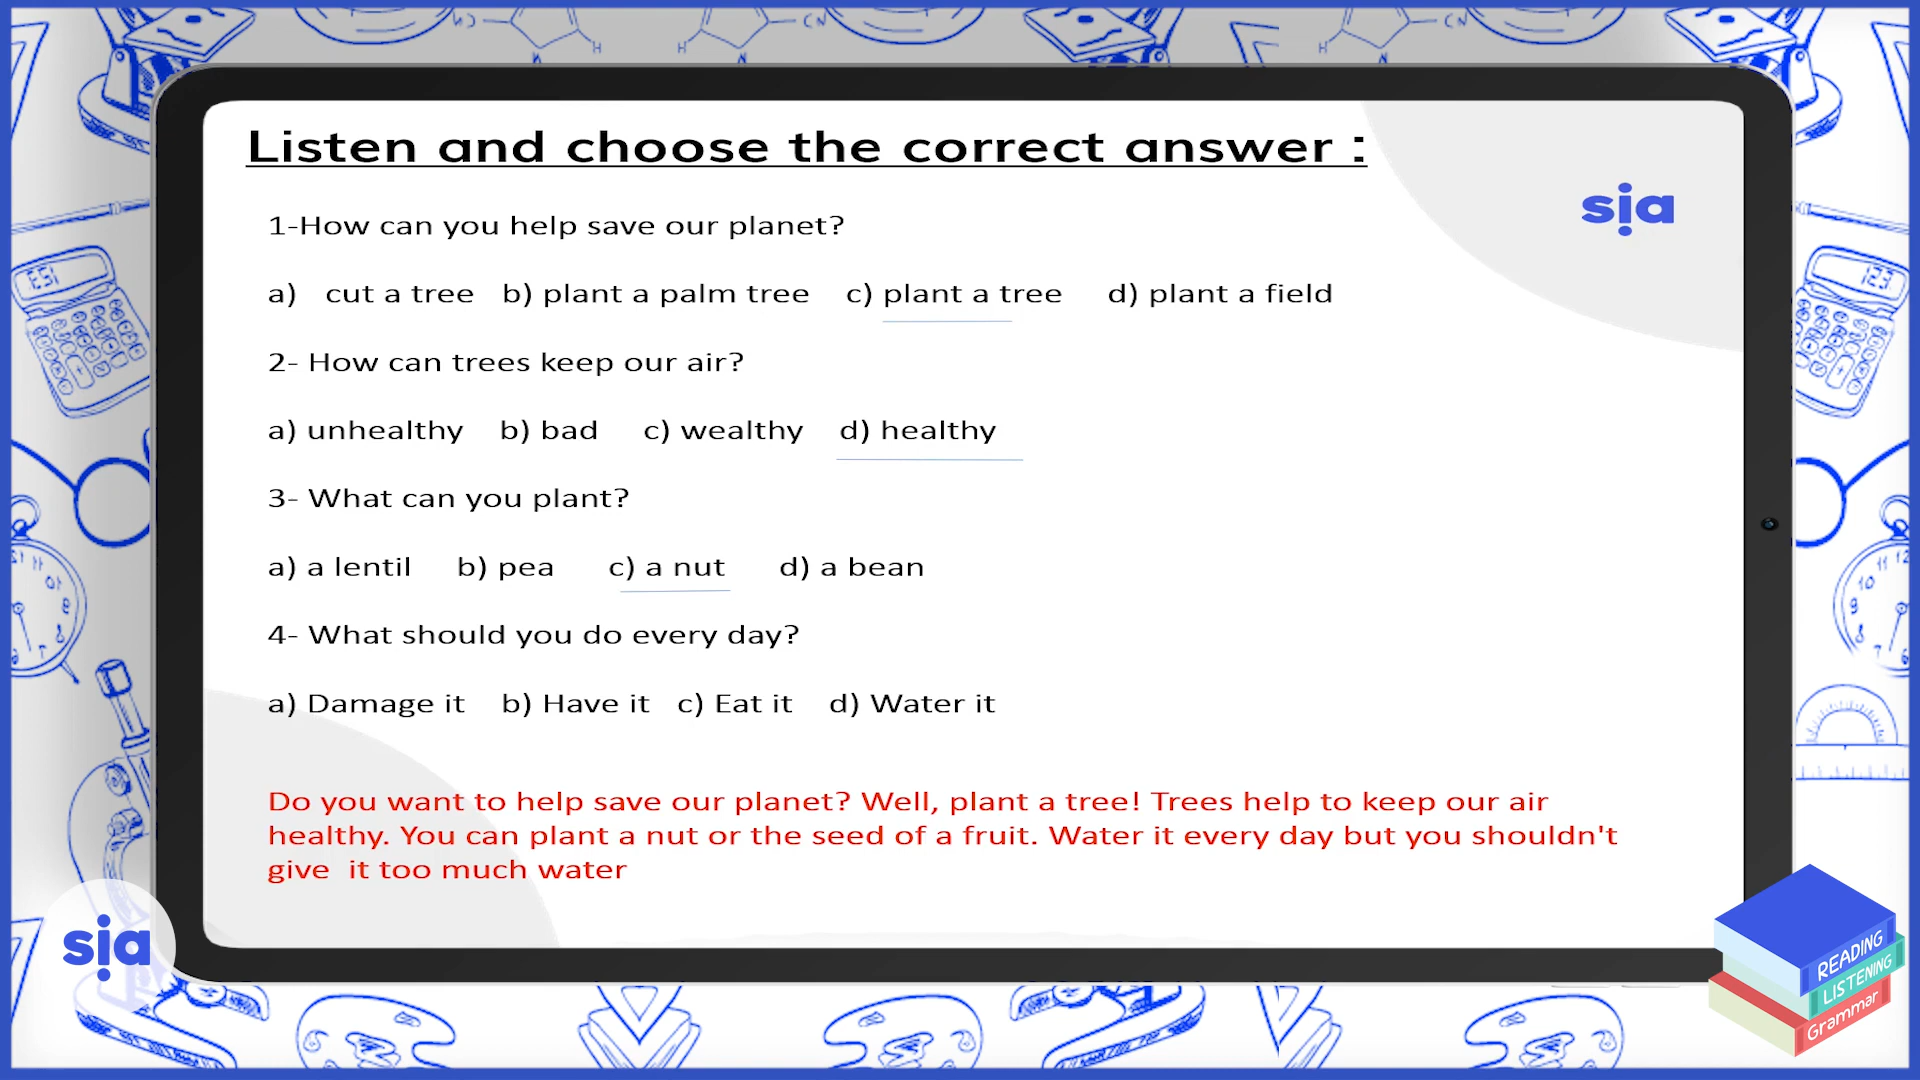 Listen and choose the correct answer :
sia
1-How can you help save our planet?
a) cut a tree b) plant a palm tree c) plant a tree d) plant a field
2- How can trees keep our air?
a) unhealthy b) bad c) wealthy d) healthy
3- What can you plant?
a) a lentil b) pea c) a nut d) a bean
4- What should you do every day?
a) Damage it b) Have it c) Eat it d) Water it
Do you want to help save our planet? Well, plant a tree! Trees help to keep our air
healthy. You can plant a nut or the seed of a fruit. Water it every day but you shouldn't
give it too much water
sia
READING
LISTENING
Grammar